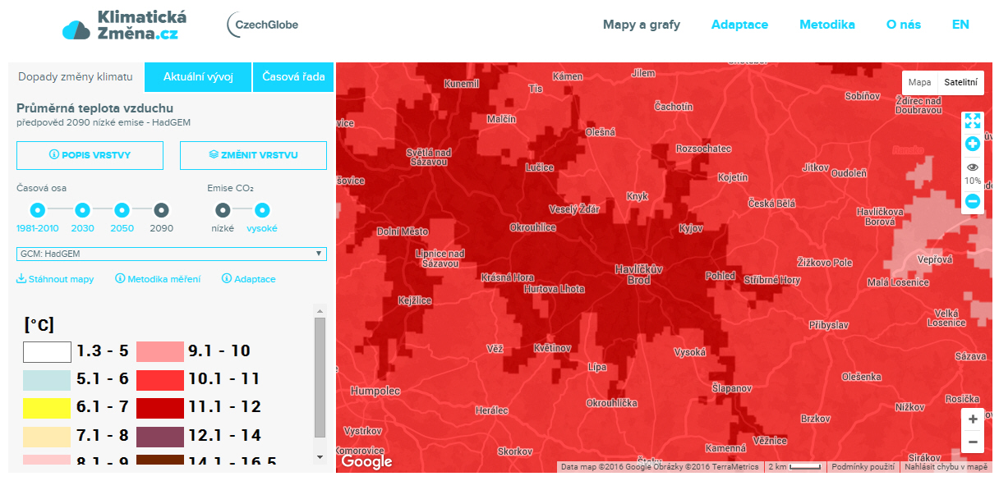 Klimatická
Změna.cz
CzechGlobe
Mapy a grafy
Adaptace
Metodika
O nás
EN
Dopady změny klimatu
Aktuální vývoj
Časová řada
Průměrná teplota vzduchu
předpověd 2090 nízké emise - HadGEM
POPIS VRSTVY
ZMĚNIT VRSTVU
Časová osa
Emise CO₂
1981-2010
2030
2050
2090
nízké
vysoké
GCM: HadGEM
Stáhnout mapy
Metodika měření
Adaptace
[°C]
1.3 - 5
9.1 - 10
5.1 - 6
10.1 - 11
6.1 - 7
11.1 - 12
7.1 - 8
12.1 - 14
8.1 - 9
14.1 - 16.5
Mapa
Satelitní
10%
Kunemil
Kámen
Jilem
Tis
Sobíňov
Ždírec nad
Doubravou
Čachotín
Malčín
Olešná
Světlá nad
Sázavou
Rozsochatec
Lučice
Jitkov
Oudoleň
Kojetín
Knyk
Česká Bělá
Veselý Žďár
Havlíčkova
Borová
Dolní Město
Okrouhlice
Kyjov
Lipnice nad
Sázavou
Vepřová
Žižkovo Pole
Havlíčkův
Brod
Krásná Hora
Pohled
Stříbrné Hory
Malá Losenice
Hurtova Lhota
Kejžlice
Velká
Losenice
Přibyslav
Věž
Květinov
Vysoká
Sázava
Lípa
Olešenka
Humpolec
Šlapanov
Okrouhlička
Rosička
Herálec
Nížkov
Brzkov
Vystrkov
Věžnice
Kamenná
Skorkov
Komorovice
Sirákov
Google
Data map ©2016 Google Obrázky ©2016 TerraMetrics
2 km
Podmínky použití
Nahlásit chybu v mapě